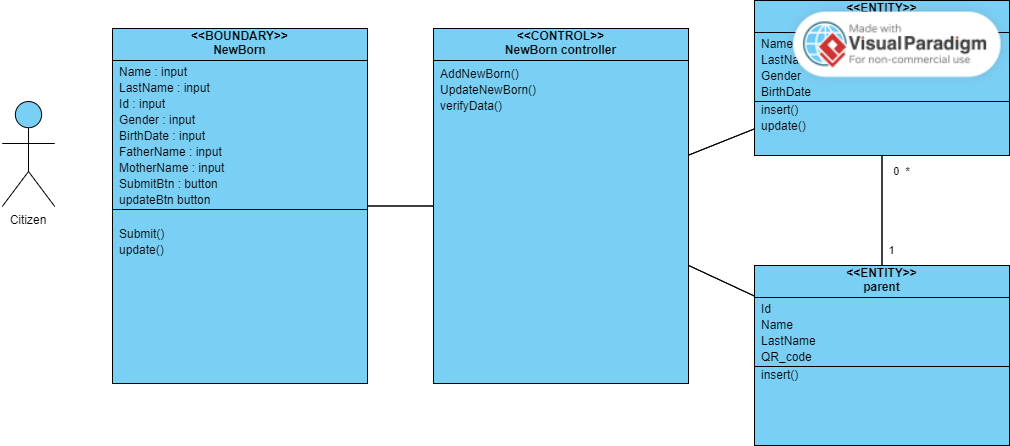 Citizen
<<BOUNDARY>>
NewBorn
Name : input
LastName : input
Id : input
Gender : input
BirthDate : input
FatherName : input
MotherName : input
SubmitBtn : button
updateBtn button
Submit()
update()
<<CONTROL>>
NewBorn controller
AddNewBorn()
UpdateNewBorn()
verifyData()
<<ENTITY>>
Made with
Visual Paradigm
For non-commercial use
Name
Gender
BirthDate
insert()
update()
0 *
1
<<ENTITY>>
parent
Id
Name
LastName
QR_code
insert()